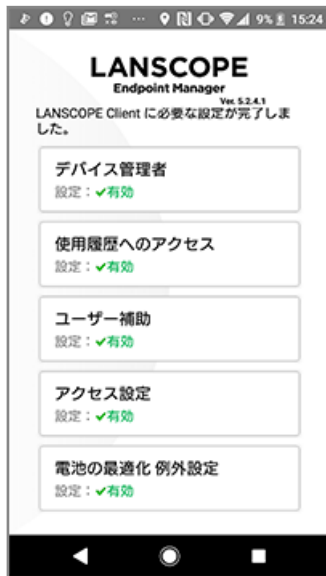 9% 15:24
LANSCOPE
Endpoint Manager
Ver. 5.2.4.1
LANSCOPE Client に必要な設定が完了しま
した。
デバイス管理者
設定：✔有効
使用履歴へのアクセス
設定：✔有効
ユーザー補助
設定：✔有効
アクセス設定
設定：✔有効
電池の最適化 例外設定
設定：✔有効